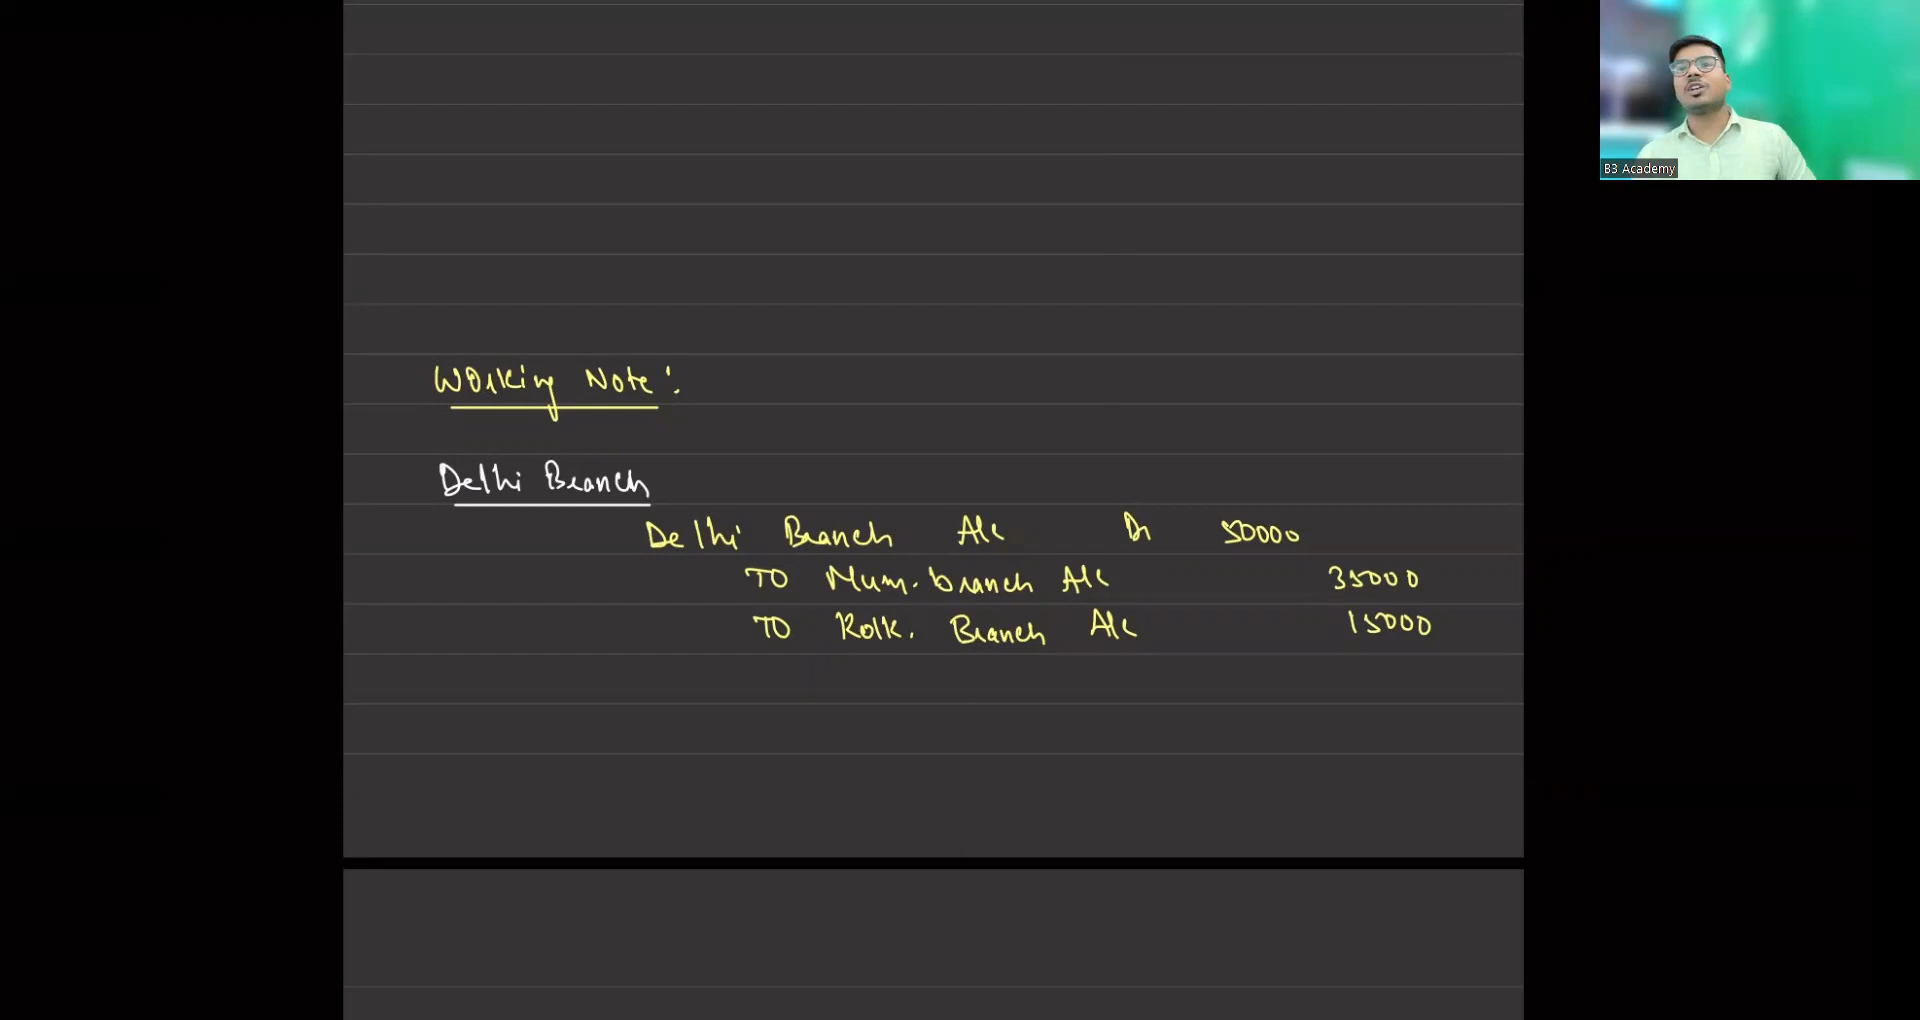 B3 Academy
Working Note:
Delhi Branch
Delhi Branch A/c Dr 50000
TO Mum. branch A/c 35000
TO Kolk. Branch A/c 15000